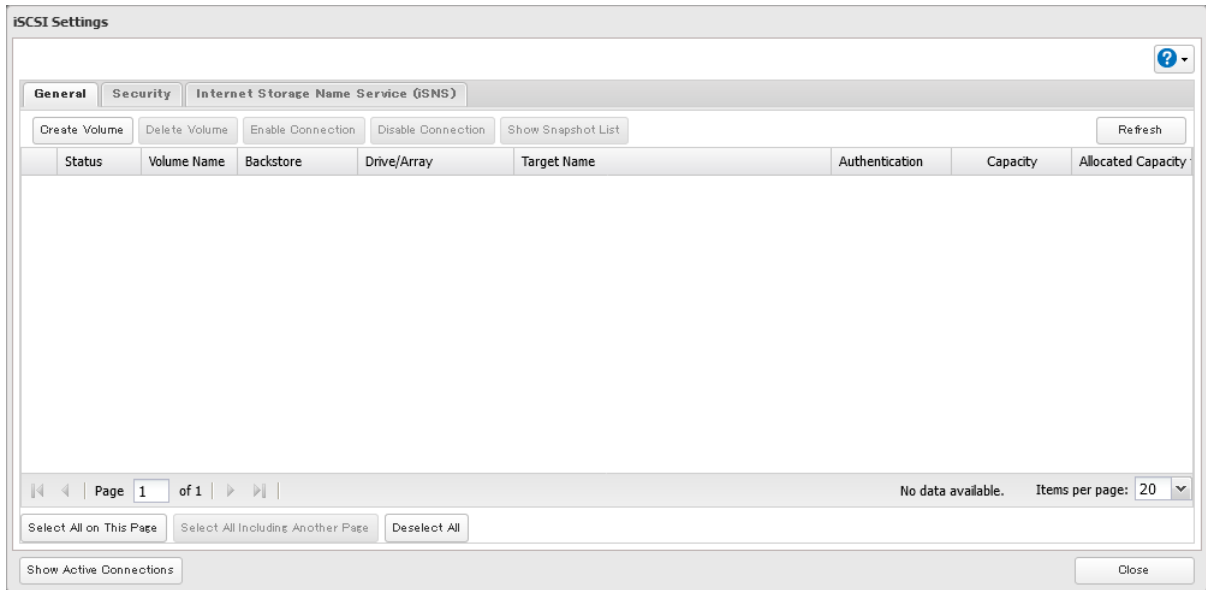 iSCSI Settings
?
General Security Internet Storage Name Service (iSNS)
Create Volume Delete Volume Enable Connection Disable Connection Show Snapshot List Refresh
Status Volume Name Backstore Drive/Array Target Name Authentication Capacity Allocated Capacity
Page 1 of 1 No data available. Items per page: 20
Select All on This Page Select All Including Another Page Deselect All
Show Active Connections Close